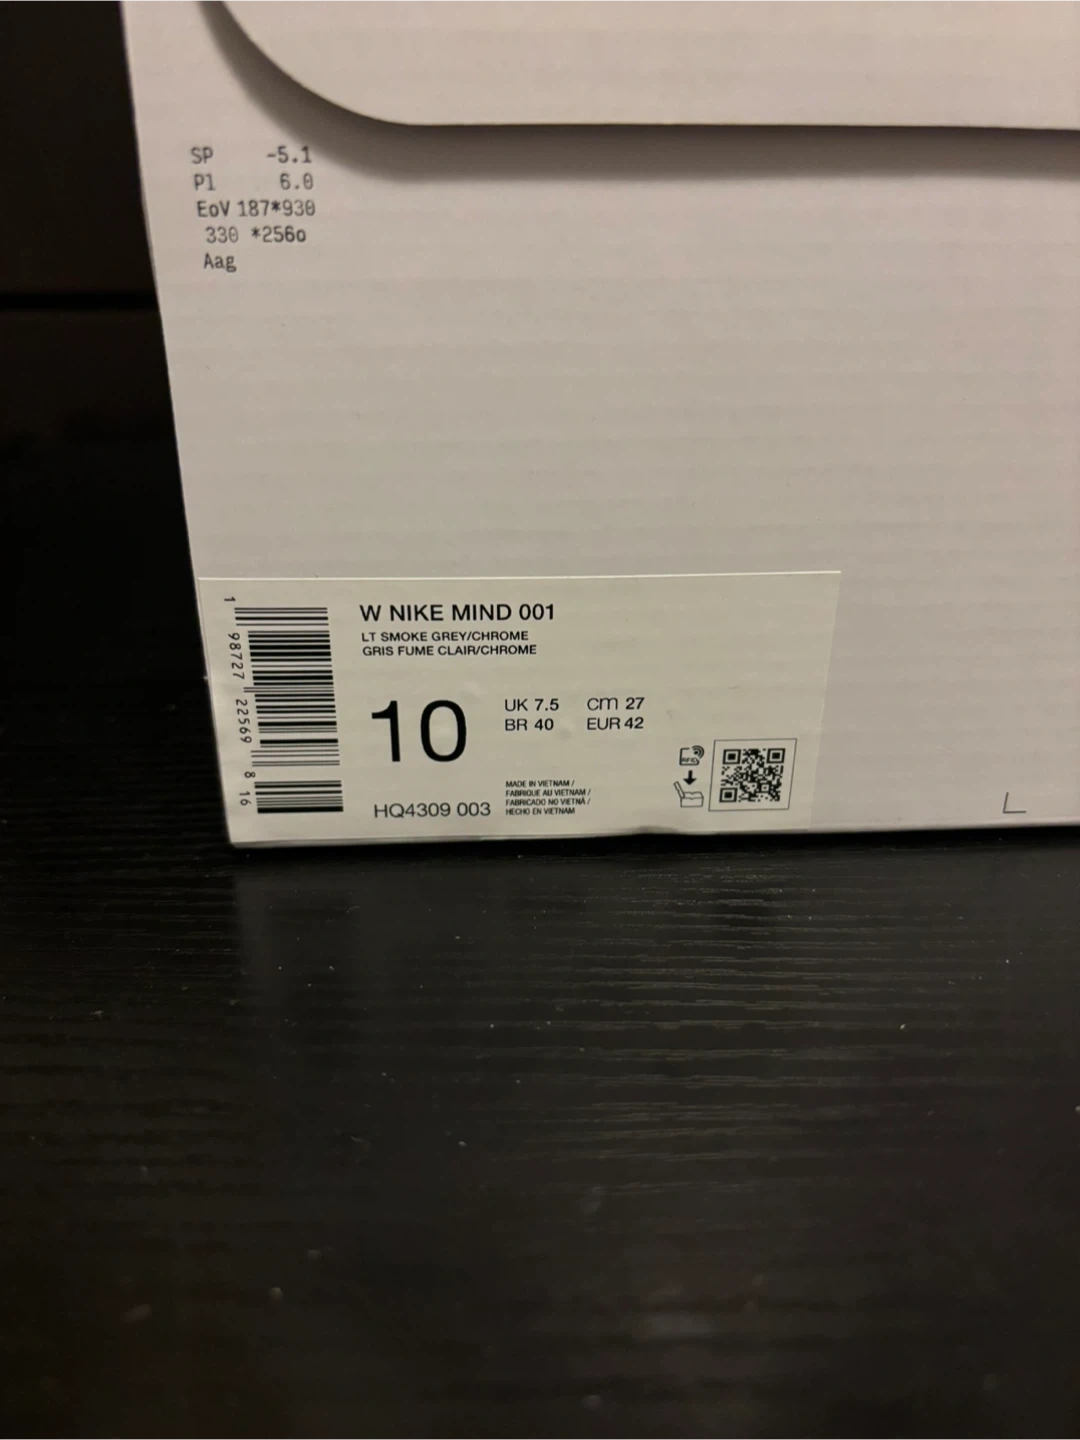 SP -5.1
Pl 6.0
EoV 187*930
330 *256o
Aag
W NIKE MIND 001
LT SMOKE GREY/CHROME
GRIS FUME CLAIR/CHROME
10
UK 7.5 CM 27
BR 40 EUR 42
HQ4309 003
MADE IN VIETNAM /
FABRIQUE AU VIETNAM /
FABRICADO NO VIETNÃ /
HECHO EN VIETNAM
RFID
1 98727 22569 8 16